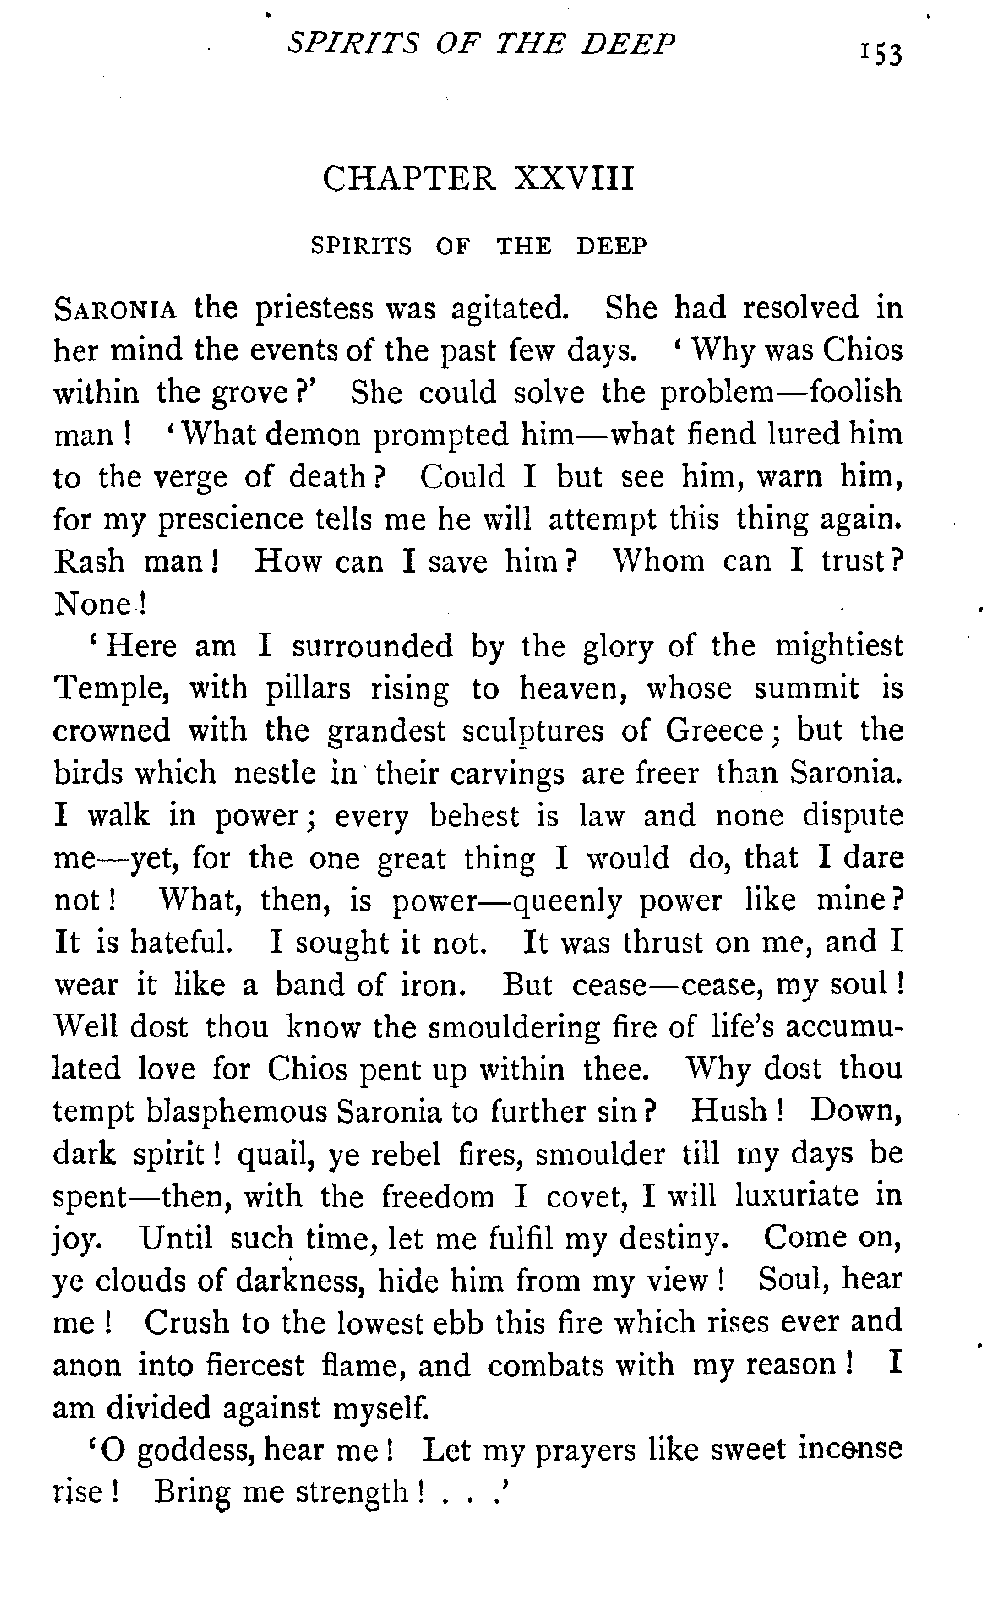 SPIRITS OF THE DEEP 153
CHAPTER XXVIII
SPIRITS OF THE DEEP
SARONIA the priestess was agitated. She had resolved in
her mind the events of the past few days. ‘Why was Chios
within the grove?’ She could solve the problem—foolish
man! ‘What demon prompted him—what fiend lured him
to the verge of death? Could I but see him, warn him,
for my prescience tells me he will attempt this thing again.
Rash man! How can I save him? Whom can I trust?
None!
‘Here am I surrounded by the glory of the mightiest
Temple, with pillars rising to heaven, whose summit is
crowned with the grandest sculptures of Greece; but the
birds which nestle in their carvings are freer than Saronia.
I walk in power; every behest is law and none dispute
me—yet, for the one great thing I would do, that I dare
not! What, then, is power—queenly power like mine?
It is hateful. I sought it not. It was thrust on me, and I
wear it like a band of iron. But cease—cease, my soul!
Well dost thou know the smouldering fire of life’s accumu-
lated love for Chios pent up within thee. Why dost thou
tempt blasphemous Saronia to further sin? Hush! Down,
dark spirit! quail, ye rebel fires, smoulder till my days be
spent—then, with the freedom I covet, I will luxuriate in
joy. Until such time, let me fulfil my destiny. Come on,
ye clouds of darkness, hide him from my view! Soul, hear
me! Crush to the lowest ebb this fire which rises ever and
anon into fiercest flame, and combats with my reason! I
am divided against myself.
‘O goddess, hear me! Let my prayers like sweet incense
rise! Bring me strength! . . .’